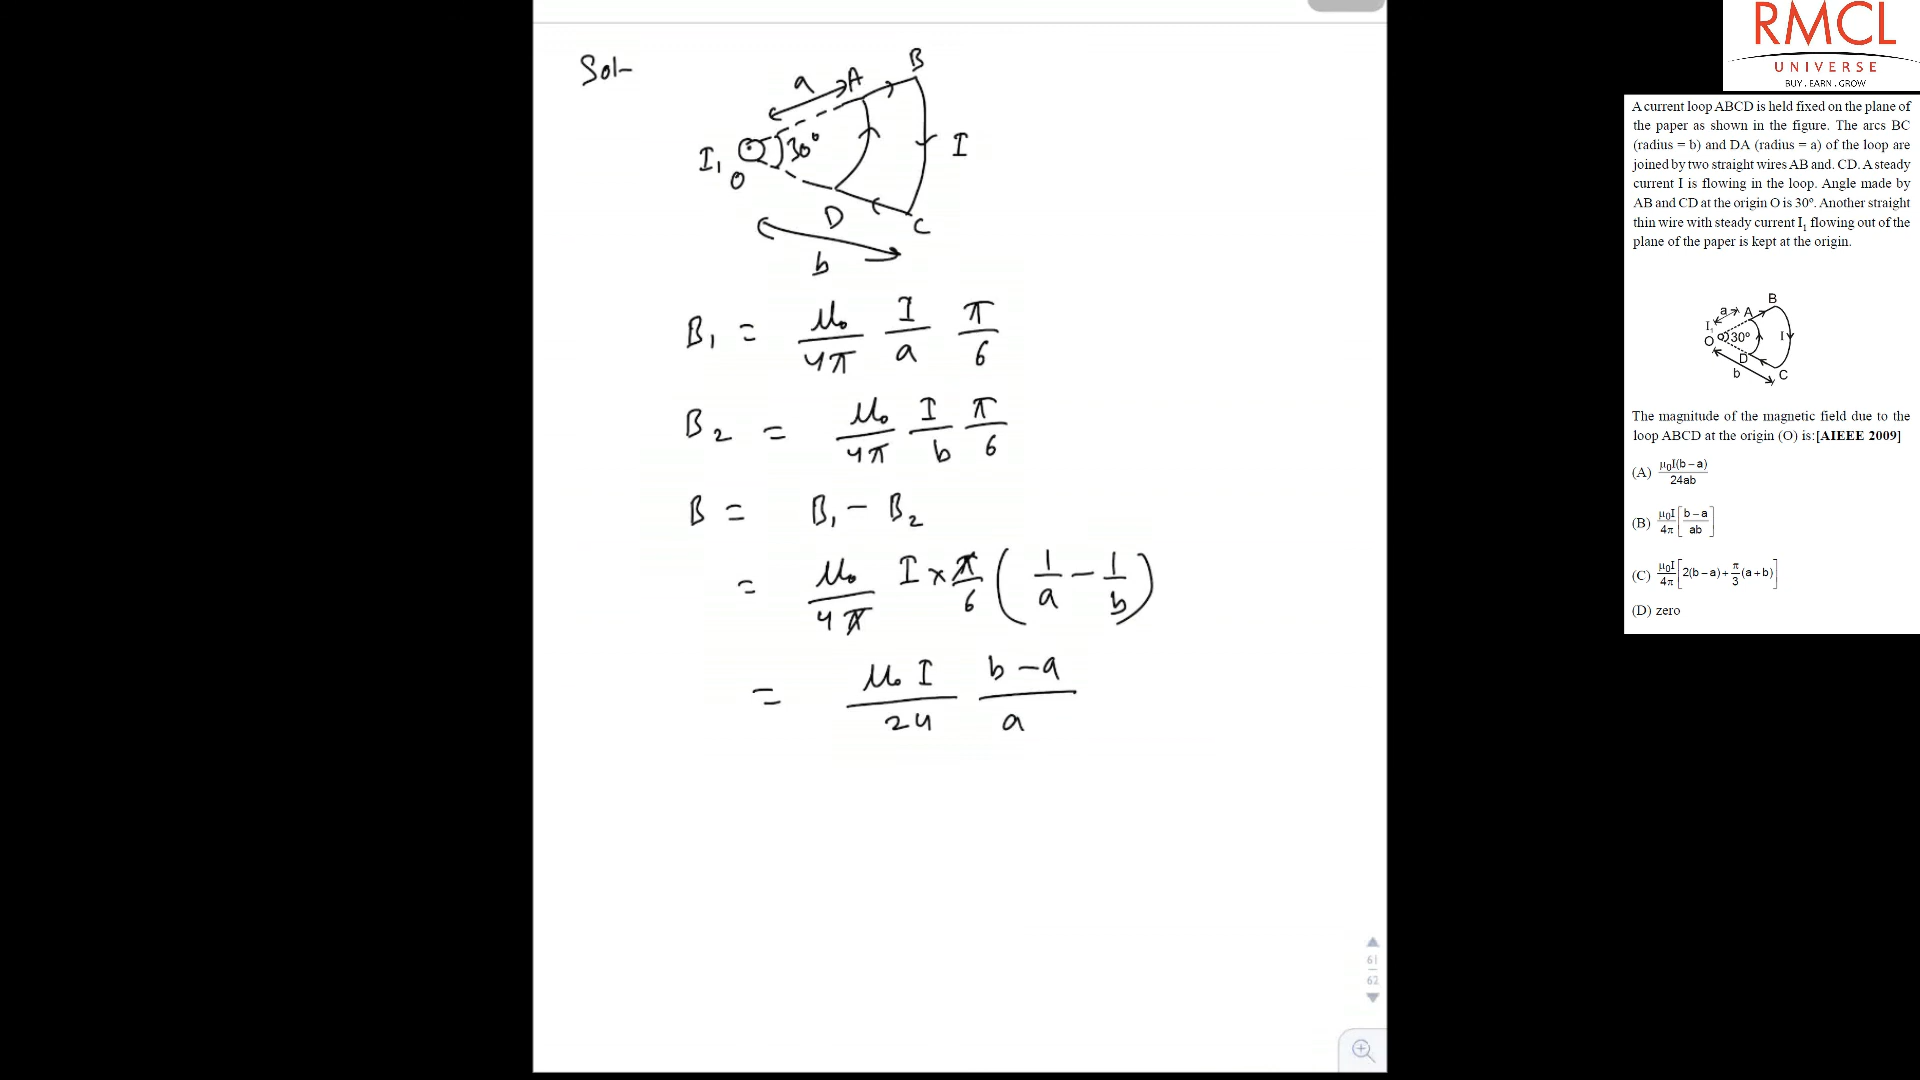 Sol-
a A B
I₁ 30° I
O
D C
b
B₁ = μ₀/4π I/a π/6
B₂ = μ₀/4π I/b π/6
B = B₁ - B₂
= μ₀/4π I × π/6 (1/a - 1/b)
= μ₀ I/24 b-a/a
61
62
RMCL
UNIVERSE
BUY . EARN . GROW
A current loop ABCD is held fixed on the plane of
the paper as shown in the figure. The arcs BC
(radius = b) and DA (radius = a) of the loop are
joined by two straight wires AB and. CD. A steady
current I is flowing in the loop. Angle made by
AB and CD at the origin O is 30º. Another straight
thin wire with steady current I₁ flowing out of the
plane of the paper is kept at the origin.
B
a A
I₁
O 30º I
D
b C
The magnitude of the magnetic field due to the
loop ABCD at the origin (O) is:[AIEEE 2009]
(A) μ₀I(b – a)/24ab
(B) μ₀I/4π [b – a/ab]
(C) μ₀I/4π [2(b – a) + π/3 (a + b)]
(D) zero